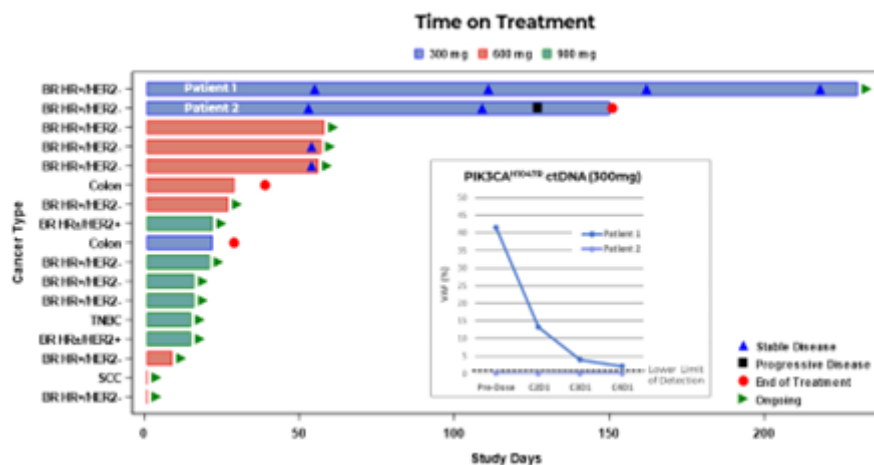 Time on Treatment
300 mg 600 mg 900 mg
Cancer Type
BR HR+/HER2-
BR HR+/HER2-
BR HR+/HER2-
BR HR+/HER2-
BR HR+/HER2-
Colon
BR HR+/HER2-
BR HR±/HER2+
Colon
BR HR+/HER2-
BR HR+/HER2-
BR HR+/HER2-
TNBC
BR HR±/HER2+
BR HR+/HER2-
SCC
BR HR+/HER2-
Patient 1
Patient 2
PIK3CA H1047R ctDNA (300mg)
VAF (%)
50
45
40
35
30
25
20
15
10
5
0
Patient 1
Patient 2
Pre-Dose C2D1 C3D1
Lower Limit
of Detection
Stable Disease
Progressive Disease
End of Treatment
Ongoing
0 50 100 150 200
Study Days